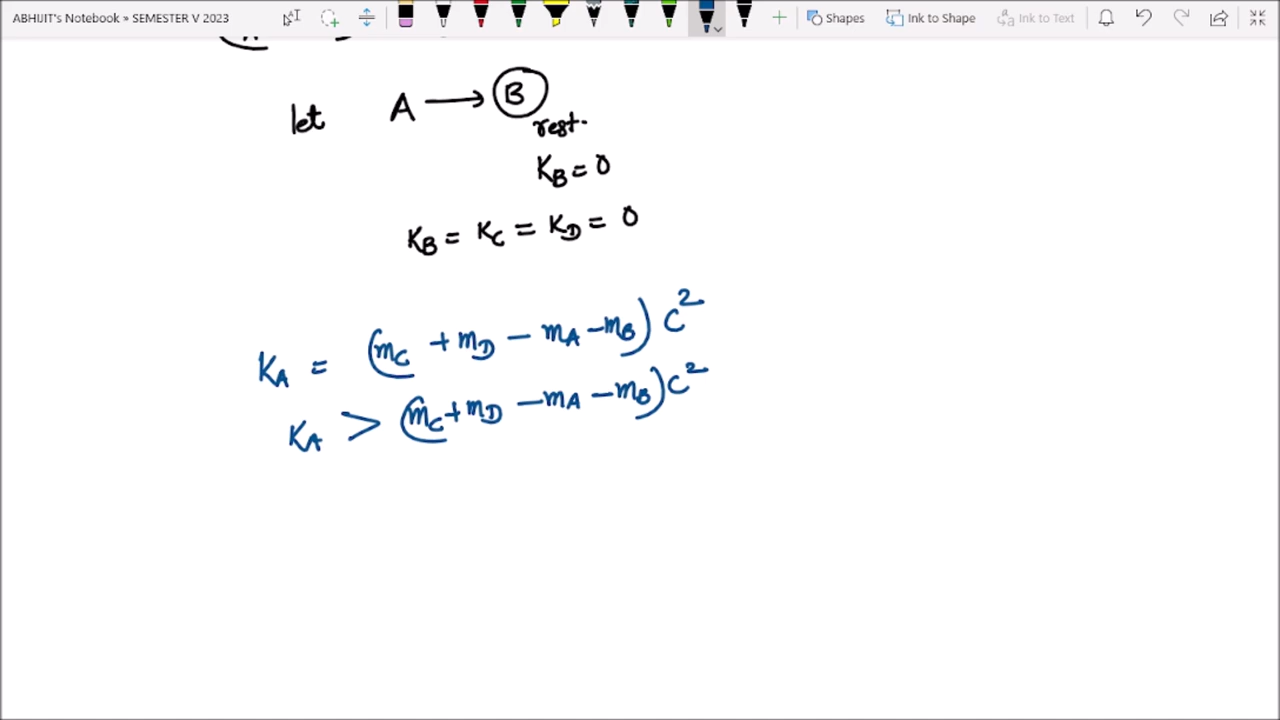 ABHIJIT's Notebook » SEMESTER V 2023
Shapes
Ink to Shape
Ink to Text
let A ⟶ B
rest.
K_B = 0
K_B = K_C = K_D = 0
K_A = (m_C + m_D − m_A − m_B) C²
K_A > (m_C + m_D − m_A − m_B) C²